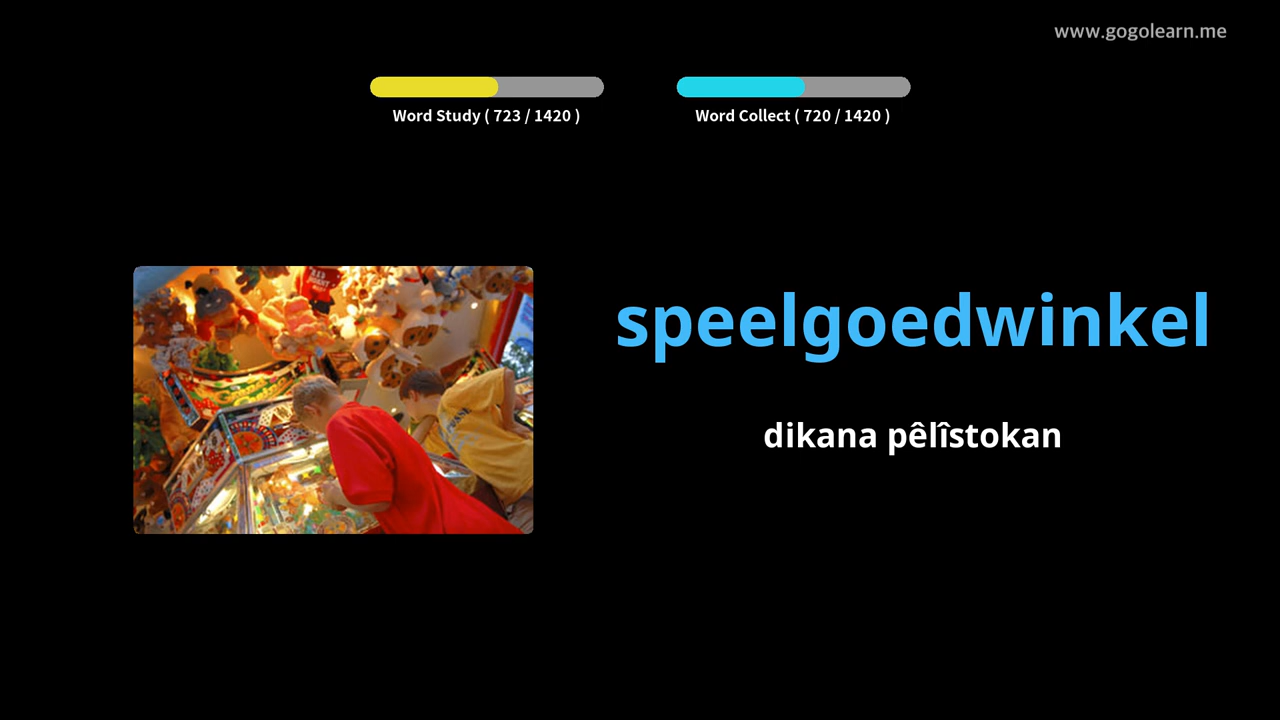 www.gogolearn.me
Word Study ( 723 / 1420 )
Word Collect ( 720 / 1420 )
speelgoedwinkel
dikana pêlîstokan